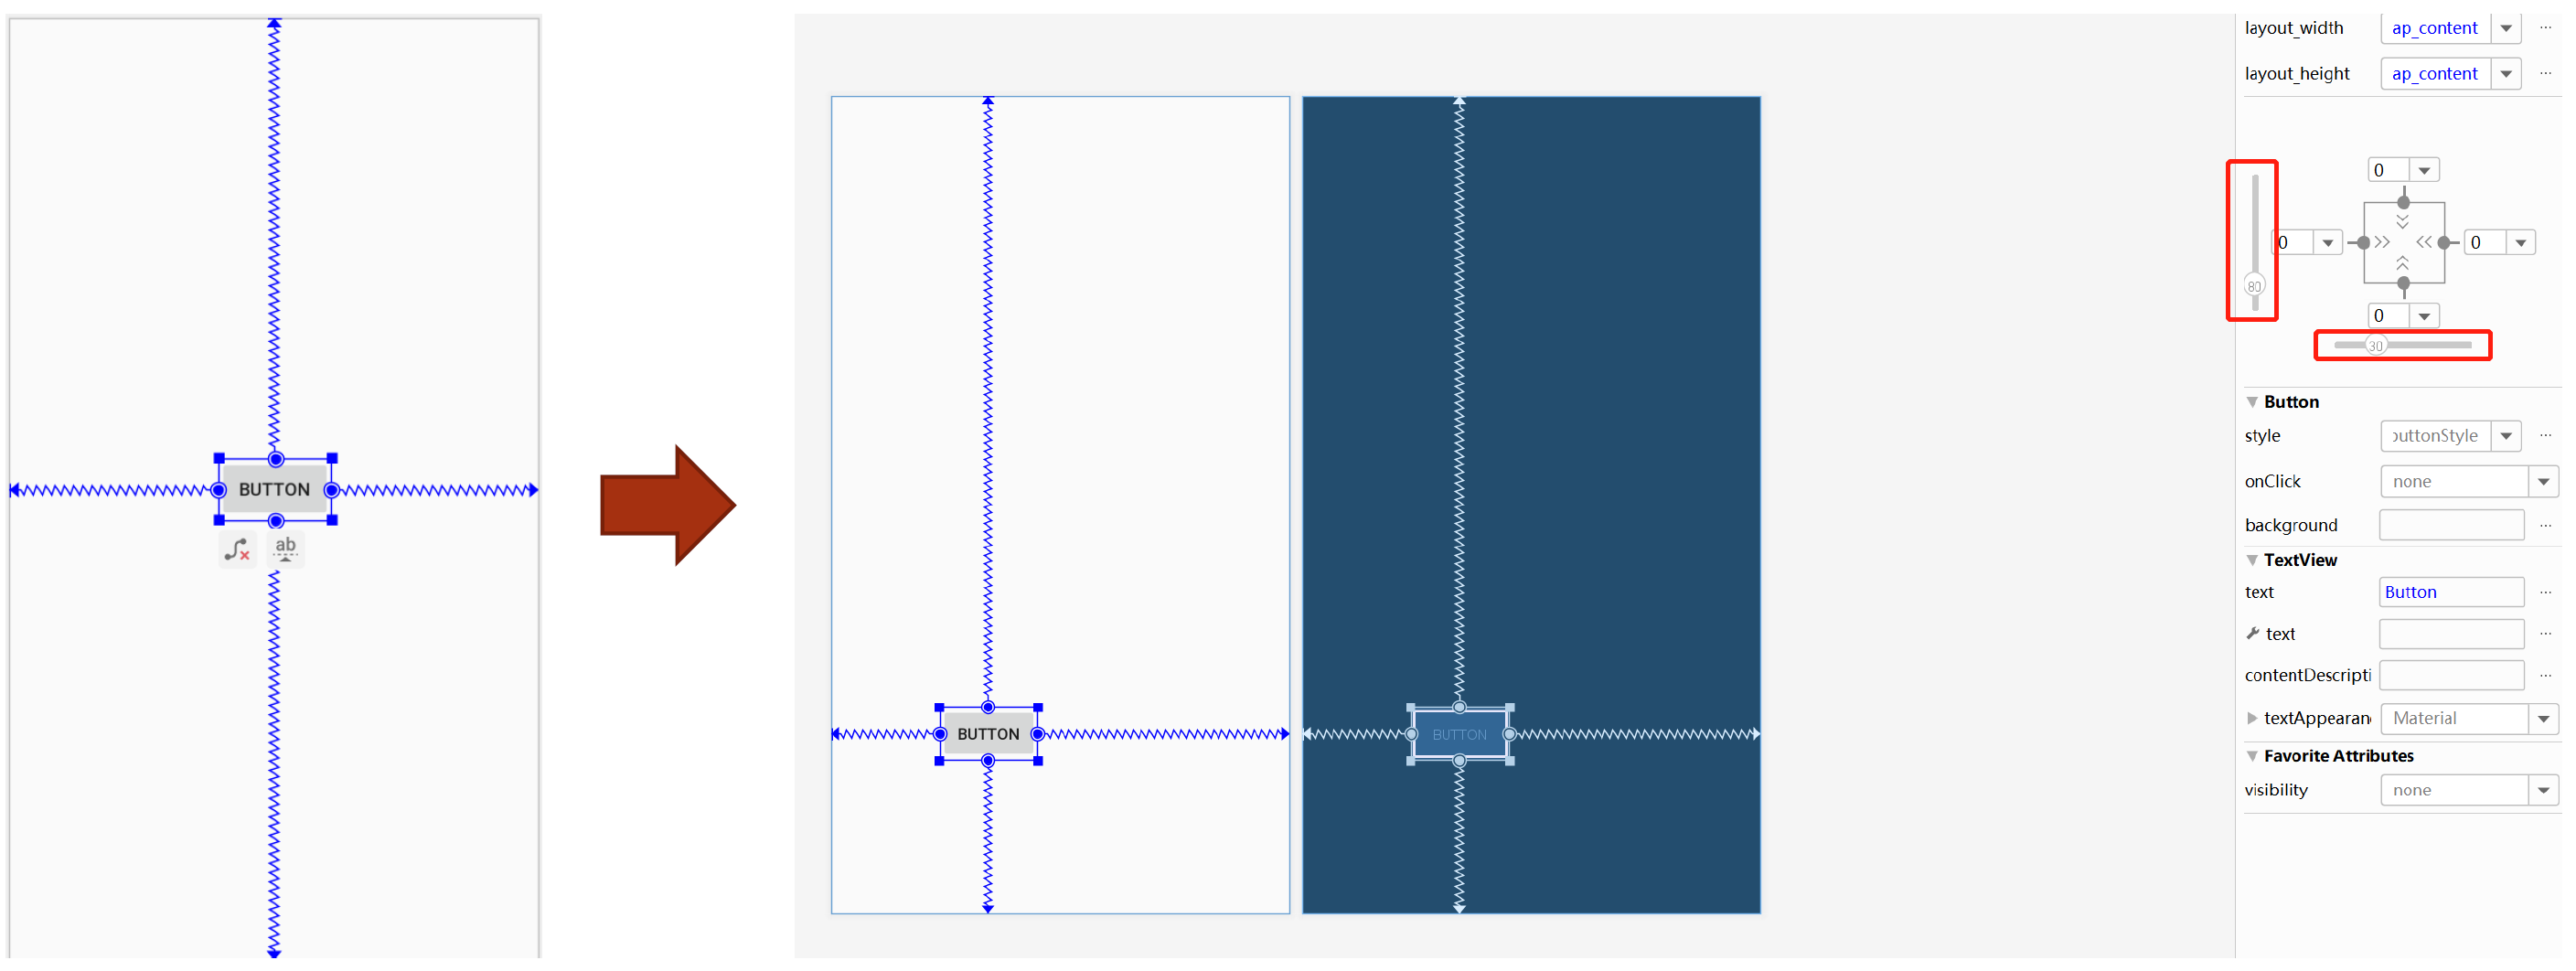 BUTTON
ab
BUTTON
BUTTON
layout_width ap_content ...
layout_height ap_content ...
0
0 0
80
0
30
Button
style buttonStyle ...
onClick none
background ...
TextView
text Button ...
text ...
contentDescripti ...
textAppearan Material
Favorite Attributes
visibility none